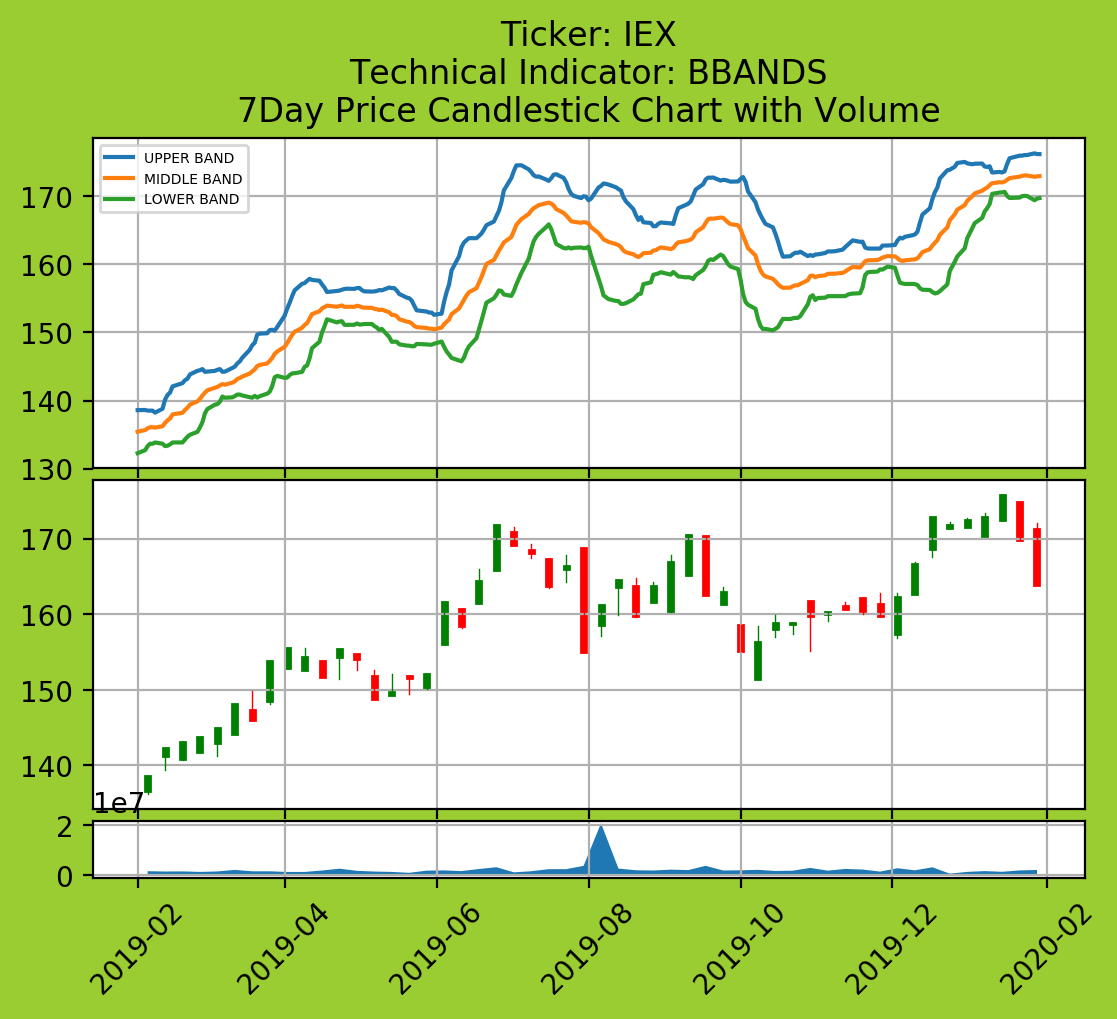 Ticker: IEX
Technical Indicator: BBANDS
7Day Price Candlestick Chart with Volume
UPPER BAND
MIDDLE BAND
LOWER BAND
170
160
150
140
130
170
160
150
140
1e7
2
0
2019-02
2019-04
2019-06
2019-08
2019-10
2019-12
2020-02